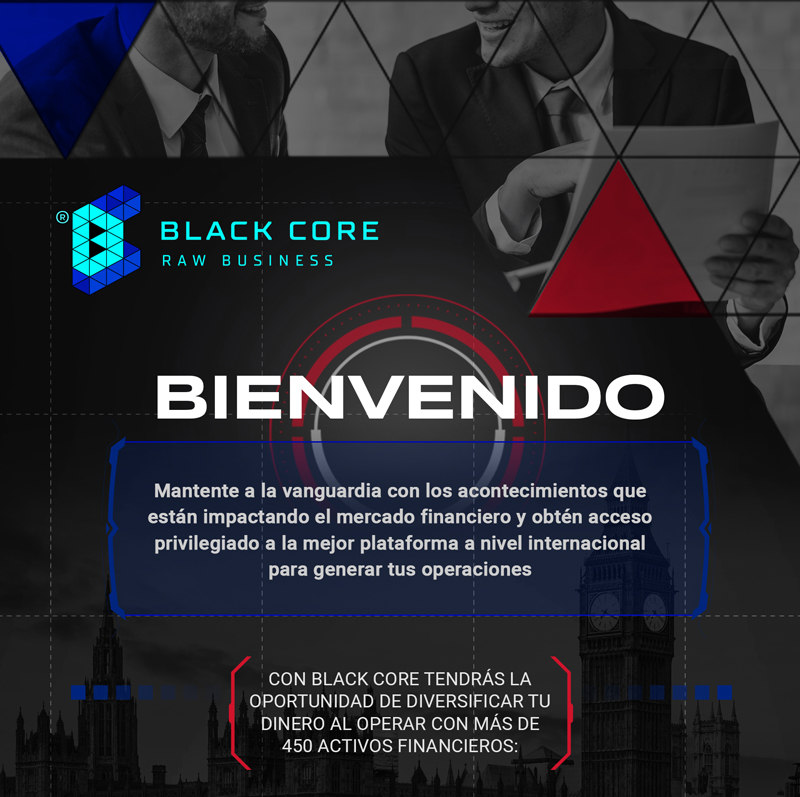 ®
BLACK CORE
RAW BUSINESS
BIENVENIDO
Mantente a la vanguardia con los acontecimientos que
están impactando el mercado financiero y obtén acceso
privilegiado a la mejor plataforma a nivel internacional
para generar tus operaciones
CON BLACK CORE TENDRÁS LA
OPORTUNIDAD DE DIVERSIFICAR TU
DINERO AL OPERAR CON MÁS DE
450 ACTIVOS FINANCIEROS: